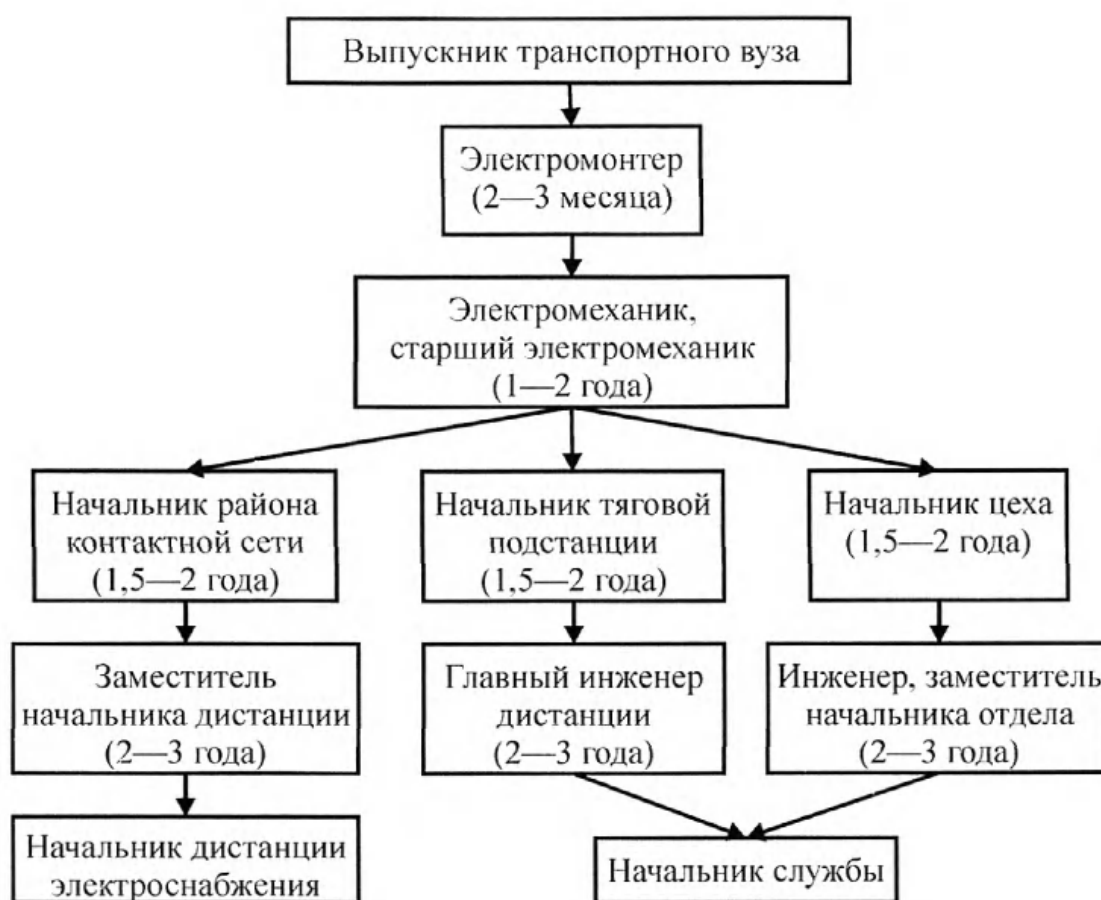 Выпускник транспортного вуза
Электромонтер
(2—3 месяца)
Электромеханик,
старший электромеханик
(1—2 года)
Начальник района
контактной сети
(1,5—2 года)
Начальник тяговой
подстанции
(1,5—2 года)
Начальник цеха
(1,5—2 года)
Заместитель
начальника дистанции
(2—3 года)
Главный инженер
дистанции
(2—3 года)
Инженер, заместитель
начальника отдела
(2—3 года)
Начальник дистанции
электроснабжения
Начальник службы